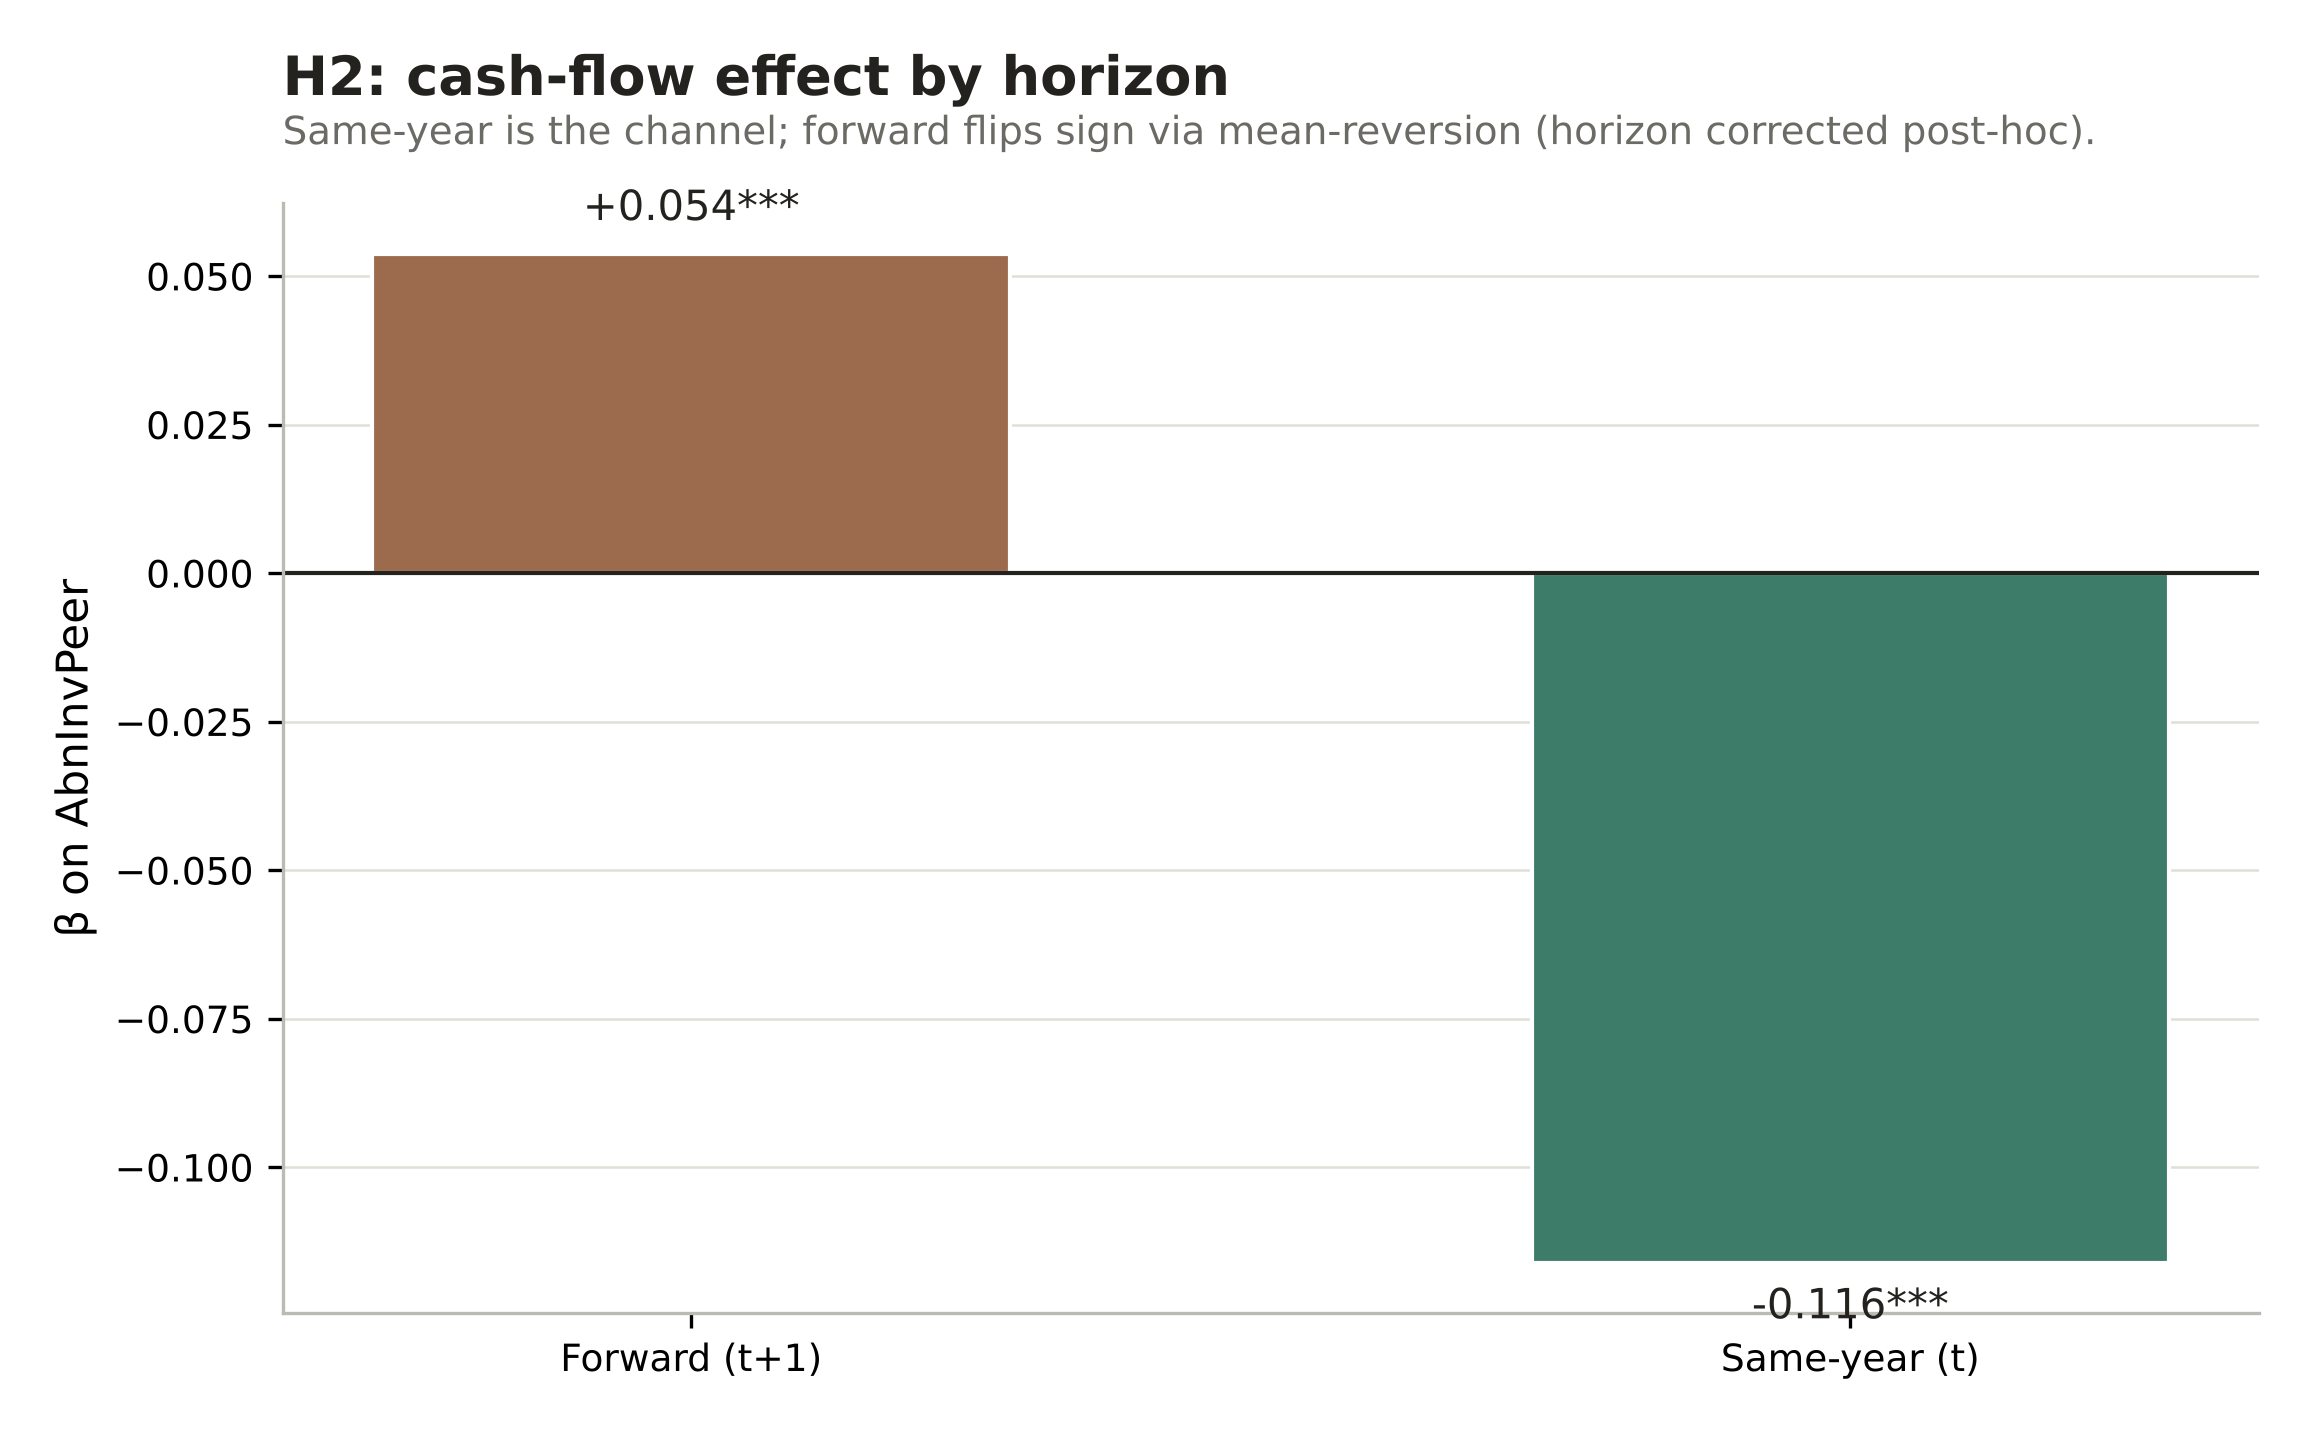 H2: cash-flow effect by horizon
Same-year is the channel; forward flips sign via mean-reversion (horizon corrected post-hoc).
+0.054***
0.050
0.025
0.000
−0.025
−0.050
−0.075
−0.100
β on AbnInvPeer
-0.116***
Forward (t+1)
Same-year (t)